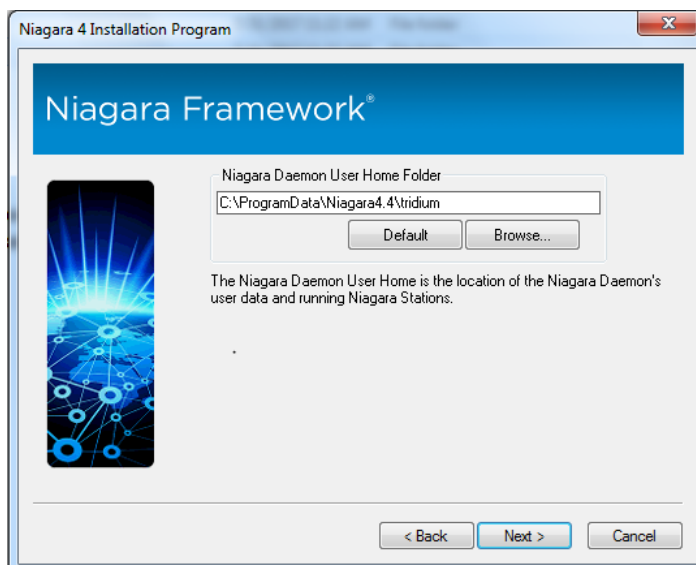 Niagara 4 Installation Program
Niagara Framework®
Niagara Daemon User Home Folder
C:\ProgramData\Niagara4.4\tridium
Default
Browse...
The Niagara Daemon User Home is the location of the Niagara Daemon's
user data and running Niagara Stations.
< Back
Next >
Cancel